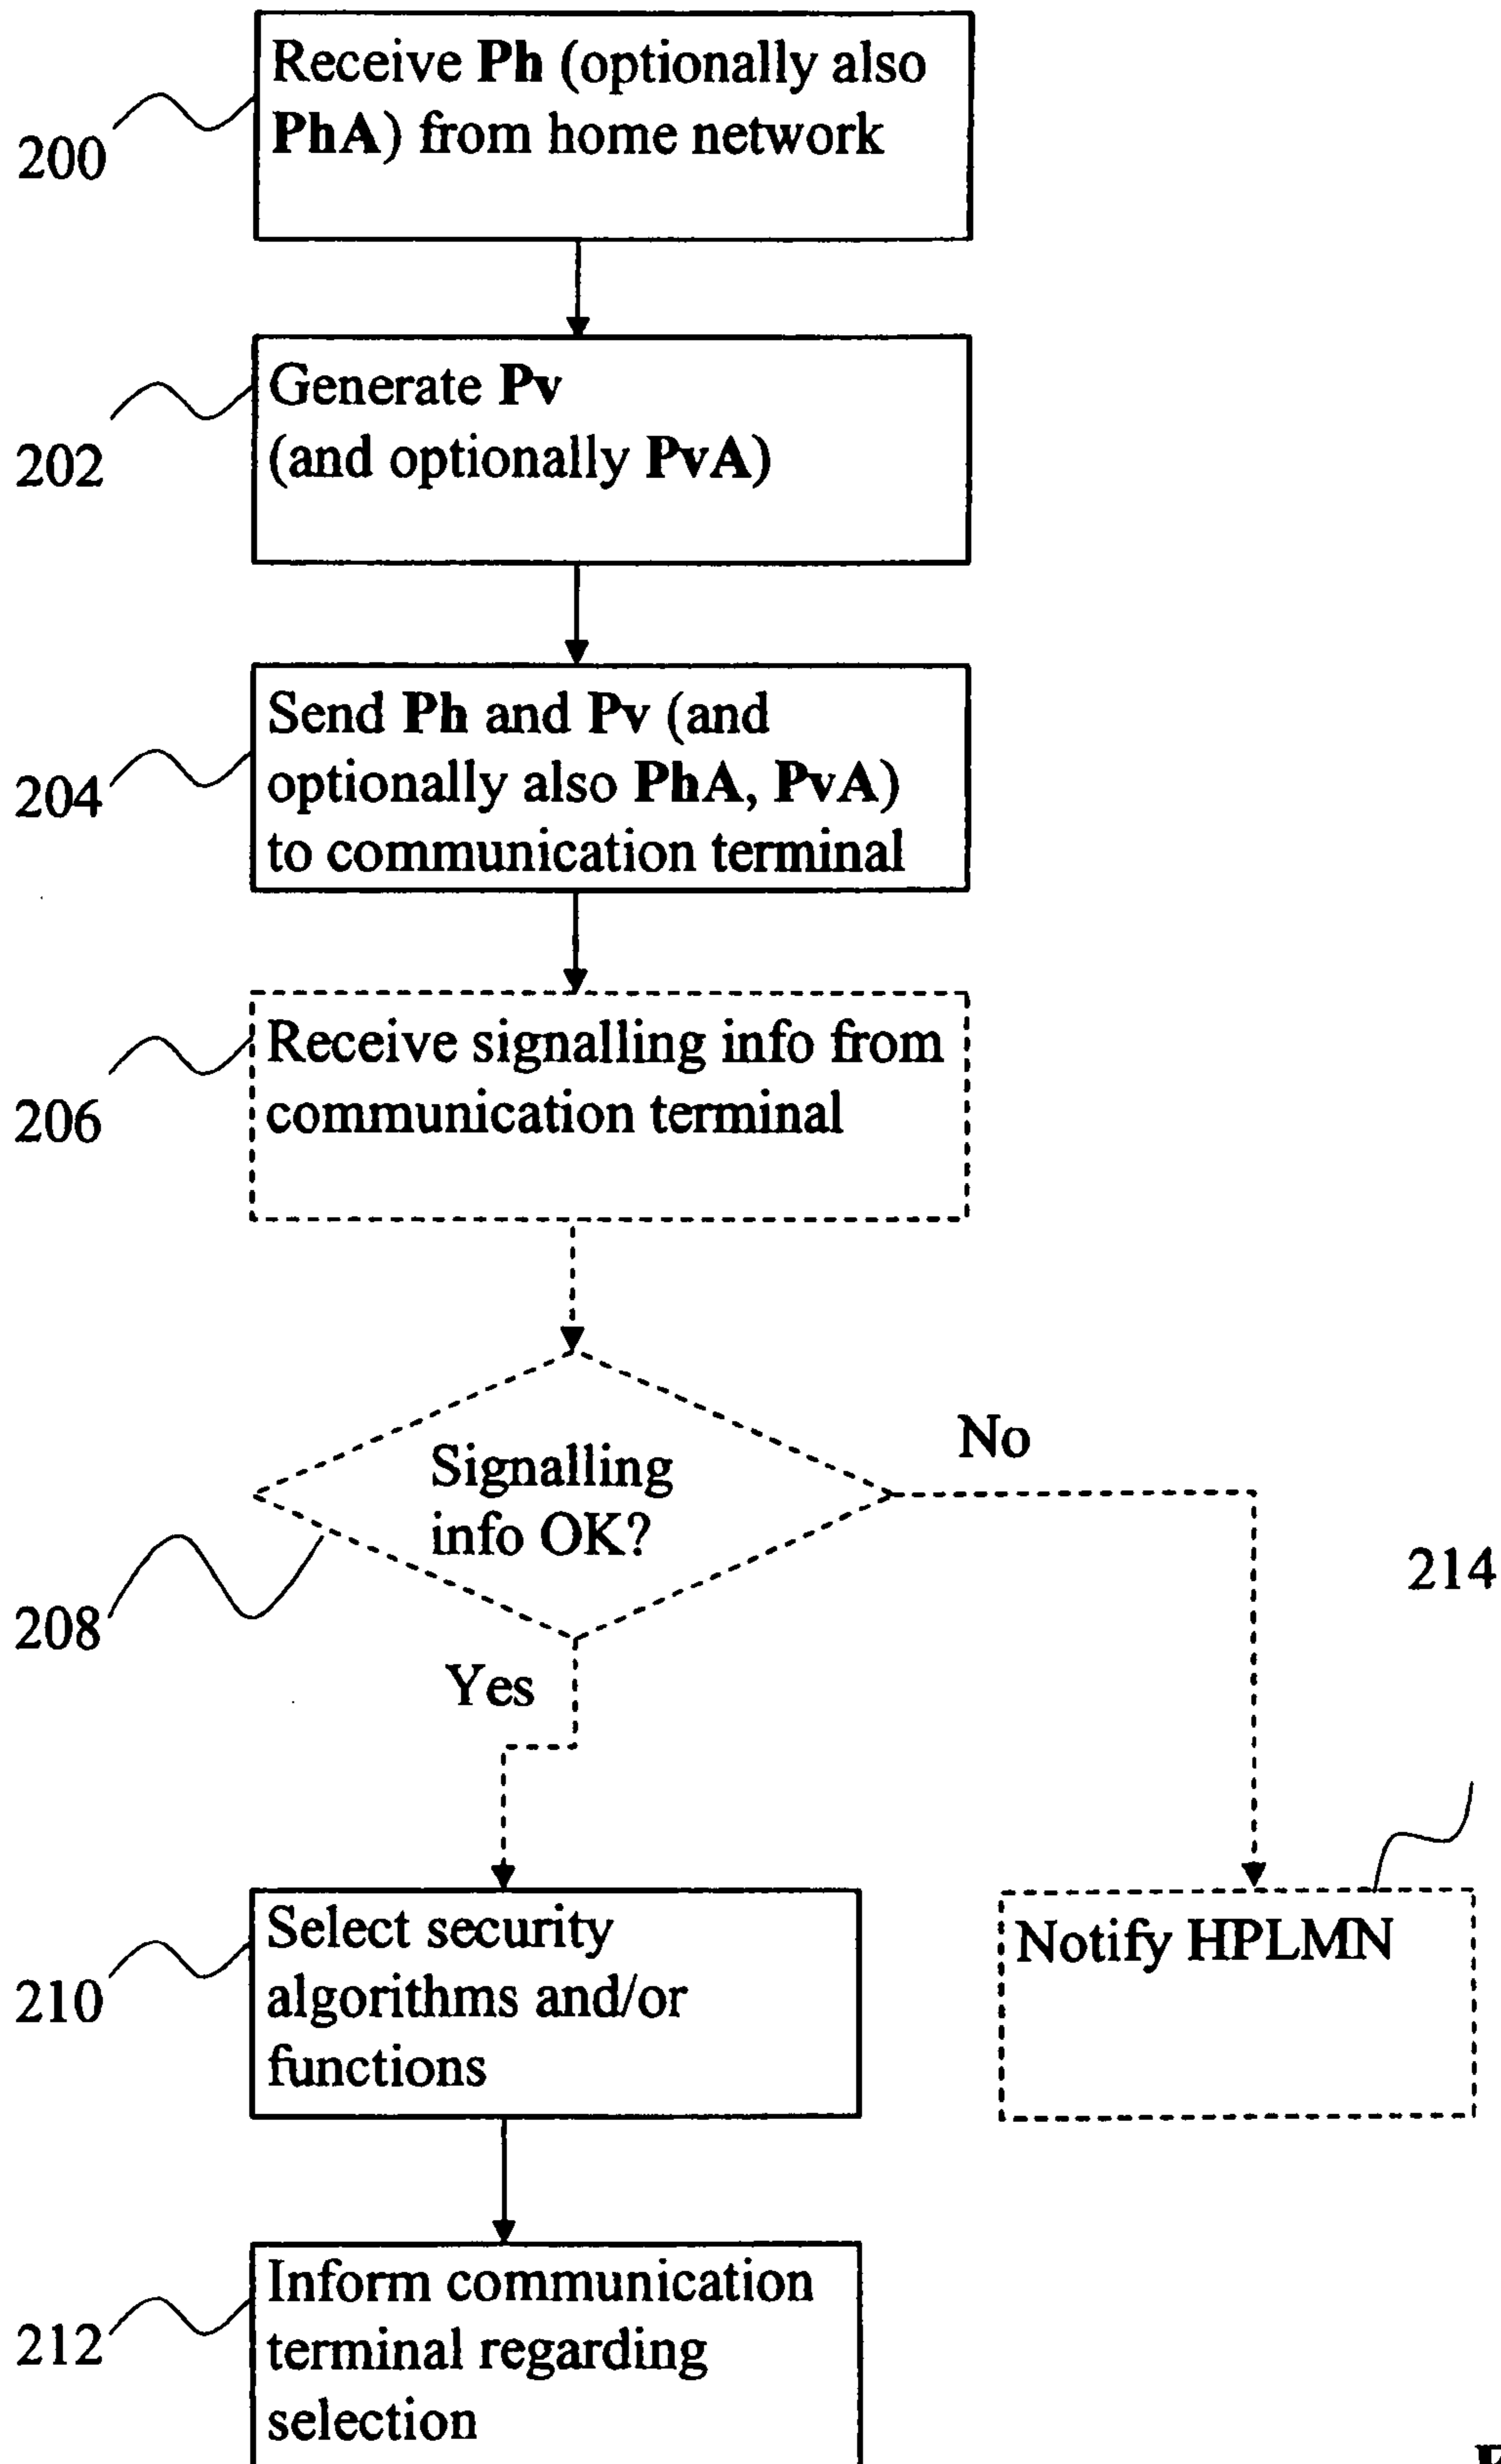 Receive Ph (optionally also
PhA) from home network
200
Generate Pv
(and optionally PvA)
202
Send Ph and Pv (and
optionally also PhA, PvA)
to communication terminal
204
Receive signalling info from
communication terminal
206
Signalling
info OK?
No
208
Yes
214
Select security
algorithms and/or
functions
210
Notify HPLMN
Inform communication
terminal regarding
selection
212